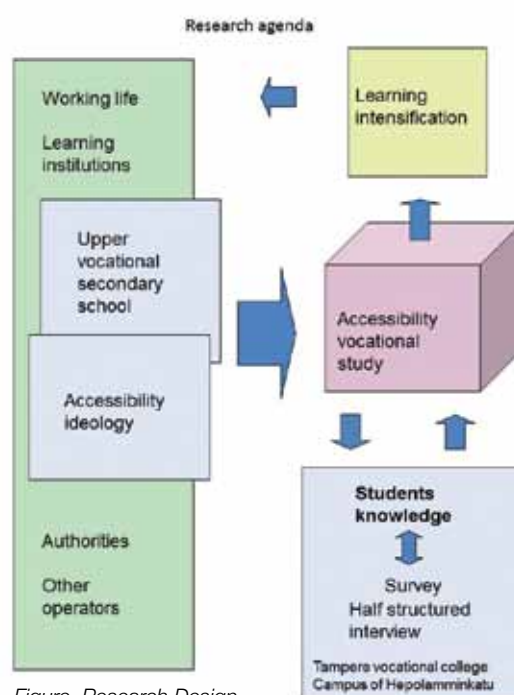 Research agenda
Working life
Learning
institutions
Upper
vocational
secondary
school
Accessibility
ideology
Authorities
Other
operators
Learning
intensification
Accessibility
vocational
study
Students
knowledge
Survey
Half structured
interview
Tampere vocational college
Campus of Hepolamminkatu
Figure. Research Design